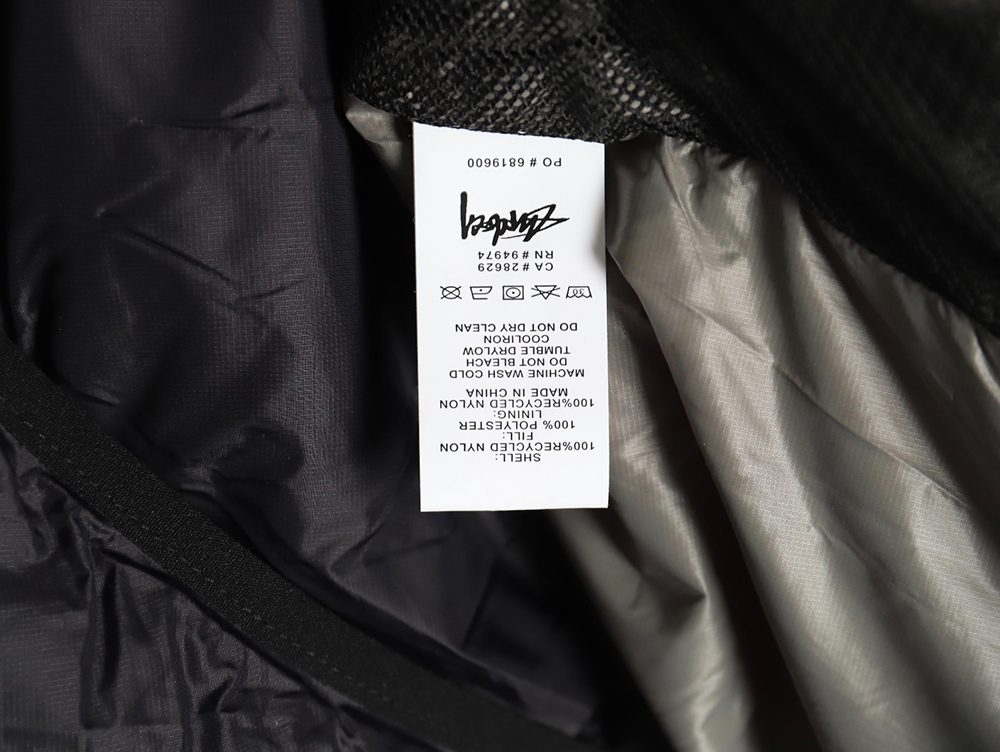 SHELL:
100%RECYCLED NYLON
FILL:
100% POLYESTER
LINING:
100%RECYCLED NYLON
MADE IN CHINA
MACHINE WASH COLD
DO NOT BLEACH
TUMBLE DRYLOW
COOLIRON
DO NOT DRY CLEAN
CA # 28629
RN # 94974
PO # 6819600